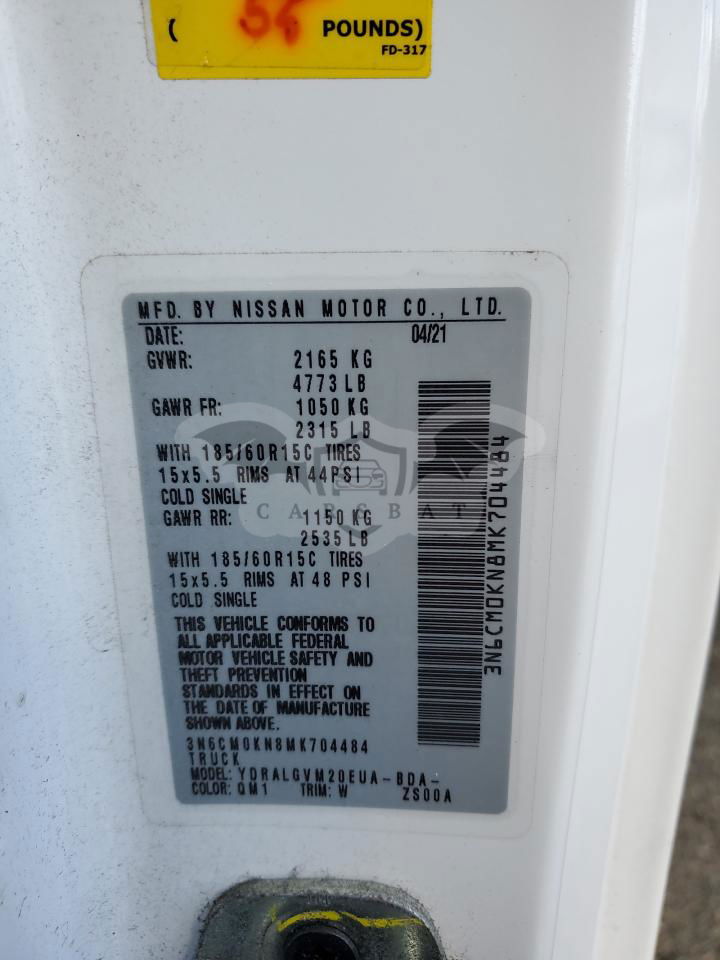 ( 56 POUNDS)
FD-317
MFD. BY NISSAN MOTOR CO., LTD.
DATE: 04/21
GVWR: 2165 KG
4773 LB
GAWR FR: 1050 KG
2315 LB
WITH 185/60R15C TIRES
15x5.5 RIMS AT 44PSI
COLD SINGLE
GAWR RR: 1150 KG
2535 LB
WITH 185/60R15C TIRES
15x5.5 RIMS AT 48 PSI
COLD SINGLE
THIS VEHICLE CONFORMS TO
ALL APPLICABLE FEDERAL
MOTOR VEHICLE SAFETY AND
THEFT PREVENTION
STANDARDS IN EFFECT ON
THE DATE OF MANUFACTURE
SHOWN ABOVE.
3N6CM0KN8MK704484
TRUCK
MODEL: YDRALGVM20EUA-BDA-
COLOR: QM1 TRIM: W ZS00A
3N6CM0KN8MK704484
CARSBAT